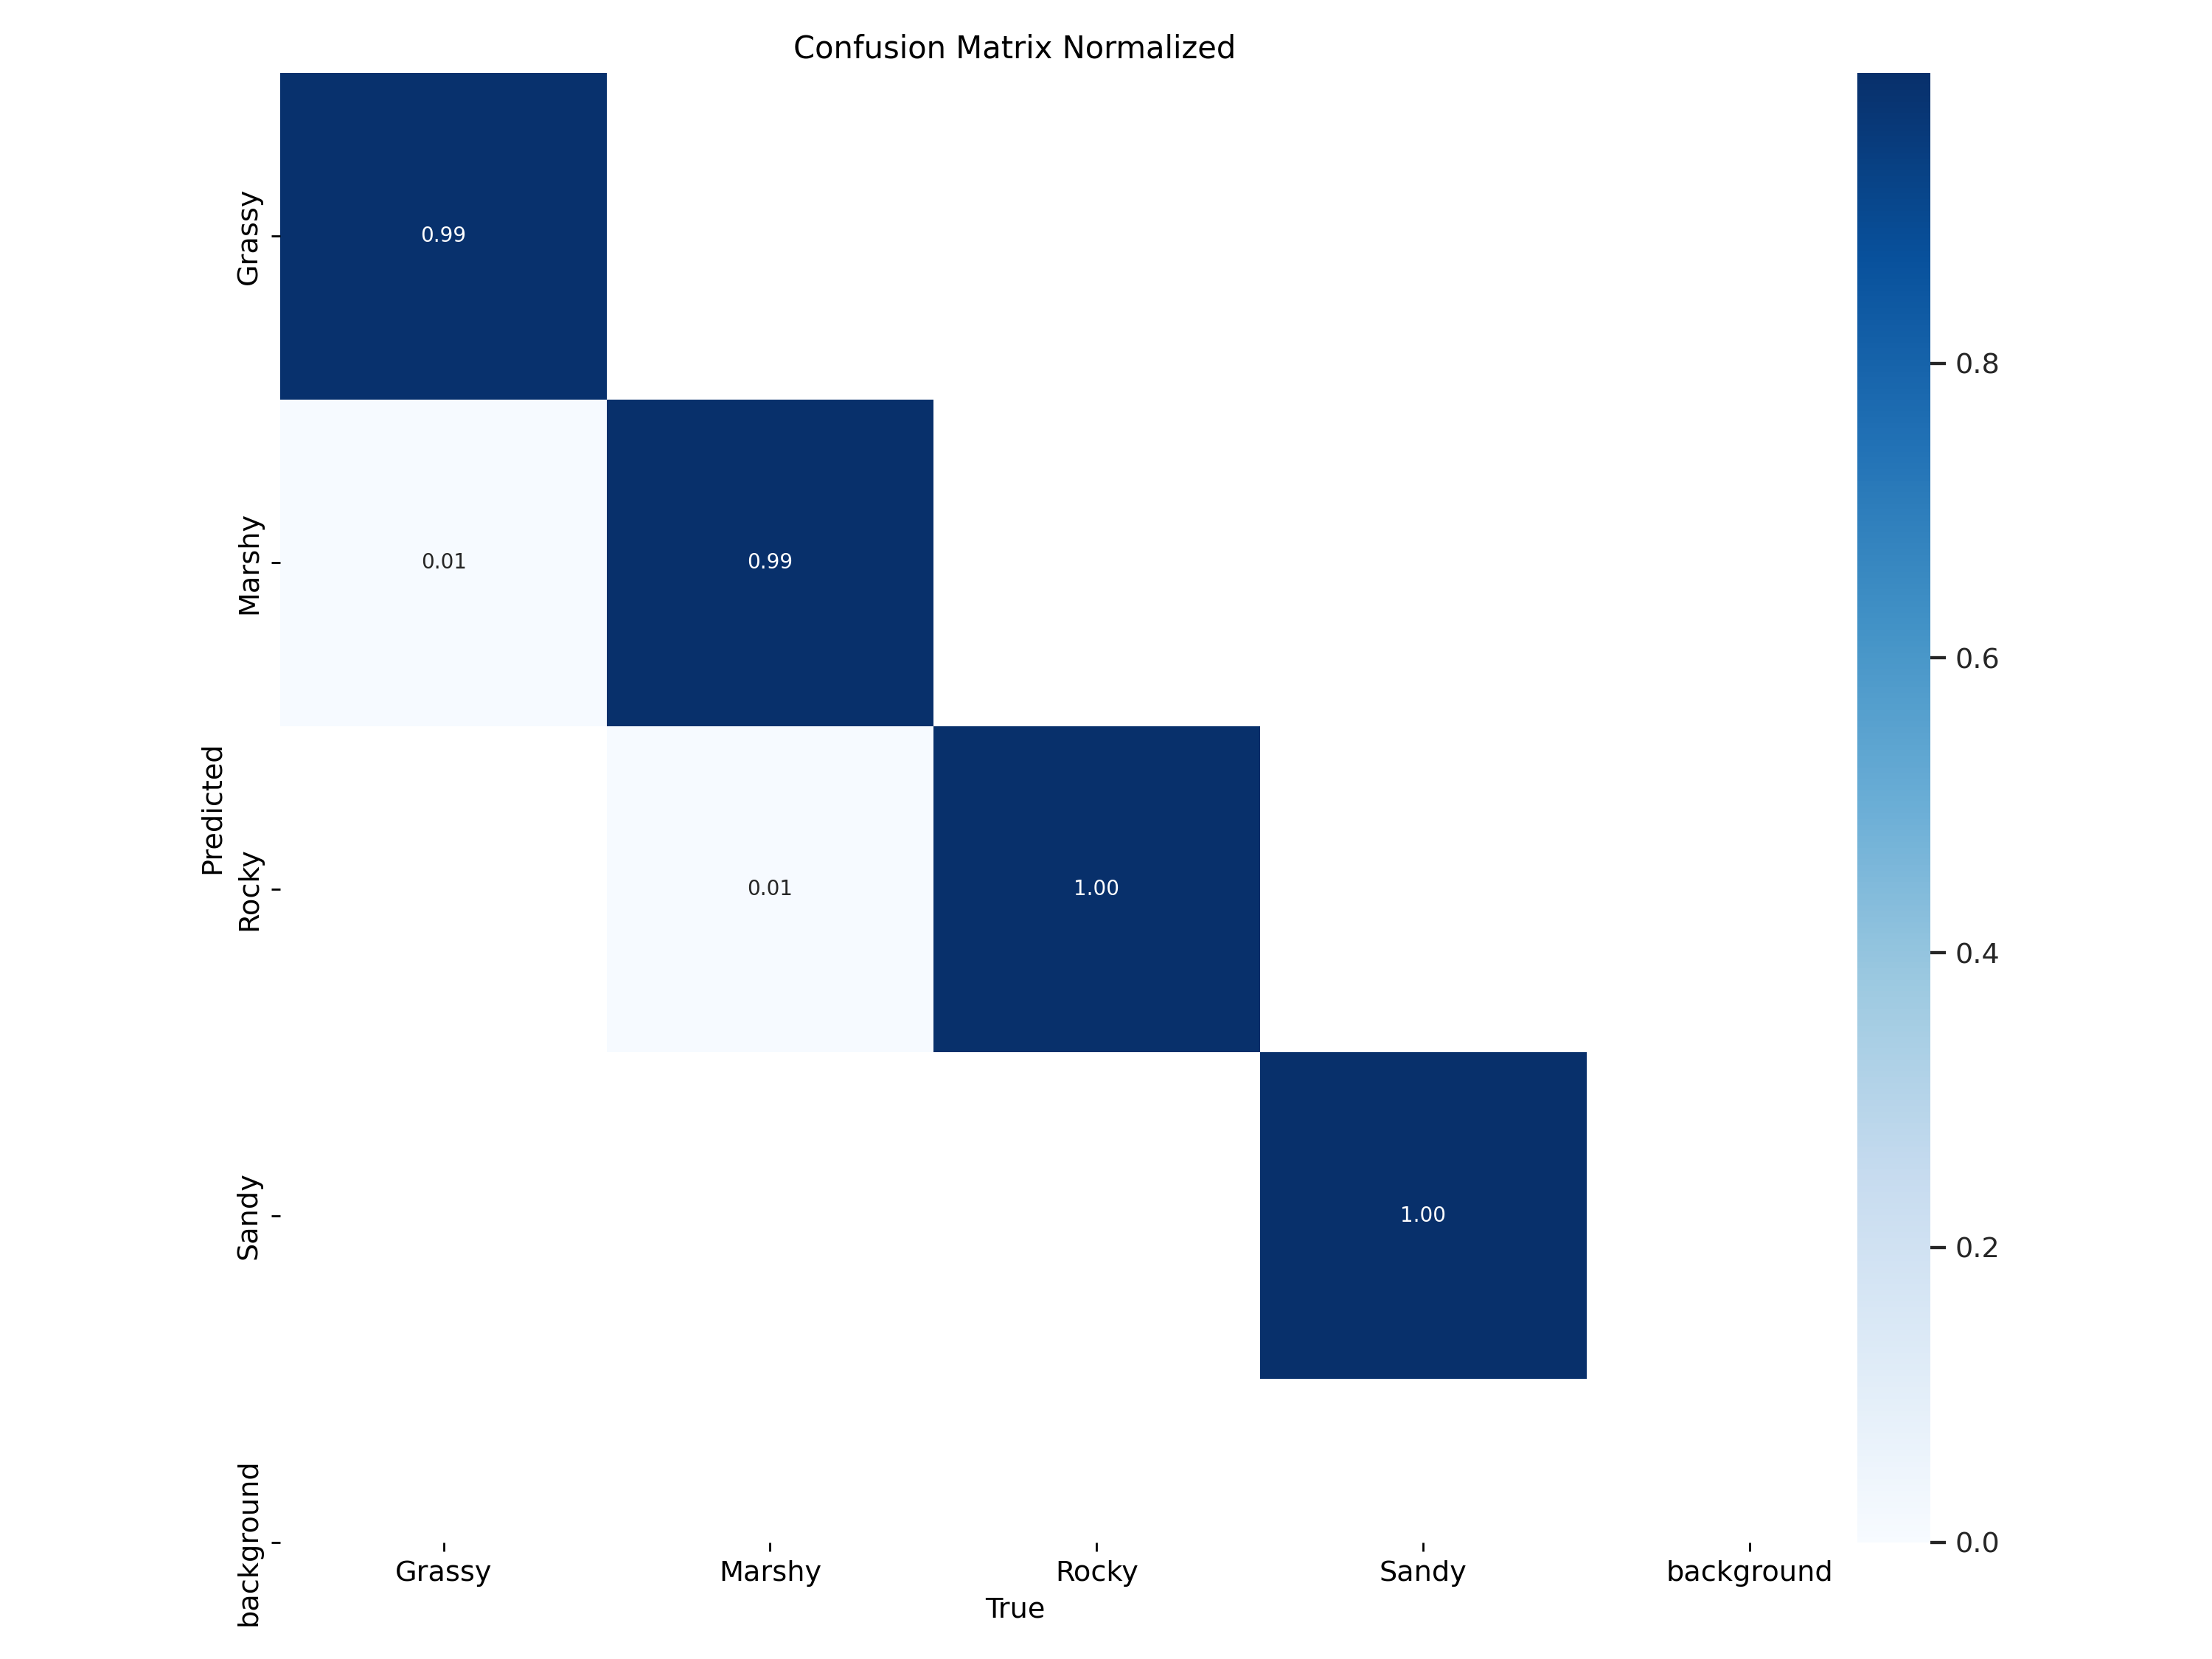 Confusion Matrix Normalized
Grassy
0.99
0.8
Marshy
0.01
0.99
0.6
Predicted
Rocky
0.01
1.00
0.4
Sandy
1.00
0.2
background
0.0
Grassy
Marshy
Rocky
Sandy
background
True